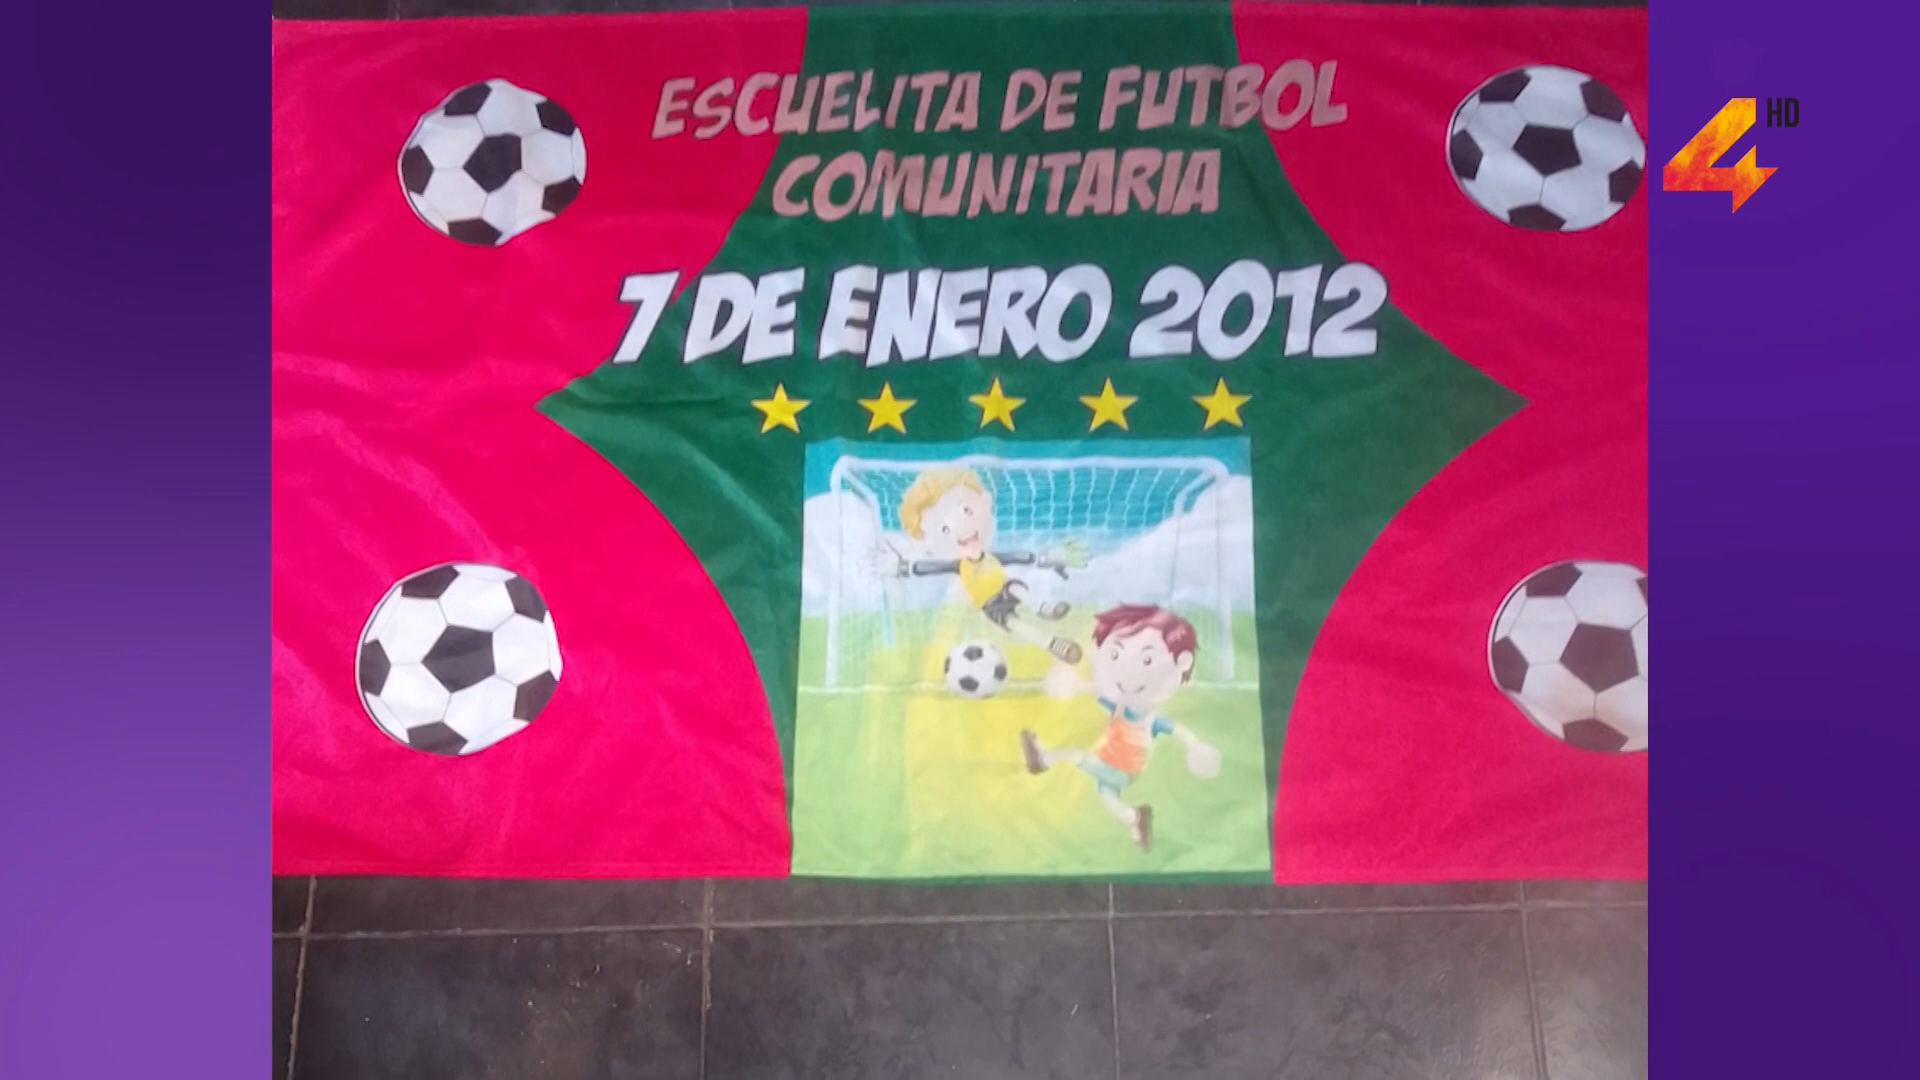 ESCUELITA DE FUTBOL
COMUNITARIA
7 DE ENERO 2012
4 HD